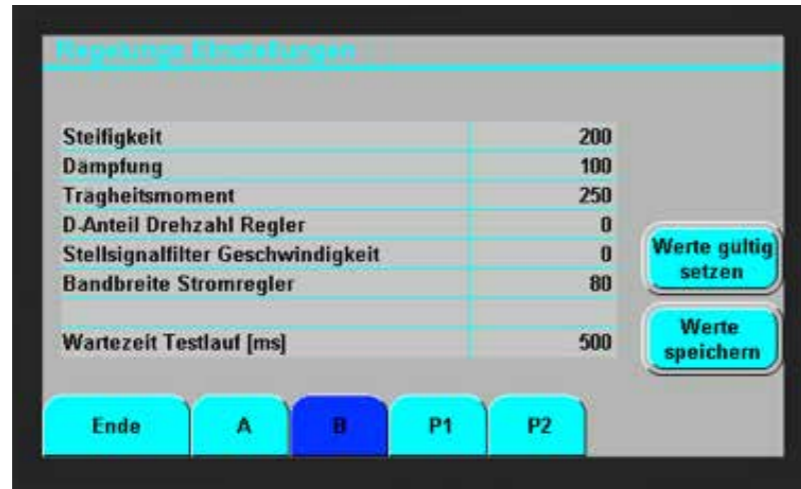 Regelungs Einstellungen
Steifigkeit 200
Dämpfung 100
Trägheitsmoment 250
D-Anteil Drehzahl Regler 0
Stellsignalfilter Geschwindigkeit 0
Bandbreite Stromregler 80
Wartezeit Testlauf [ms] 500
Werte gültig
setzen
Werte
speichern
Ende A B P1 P2